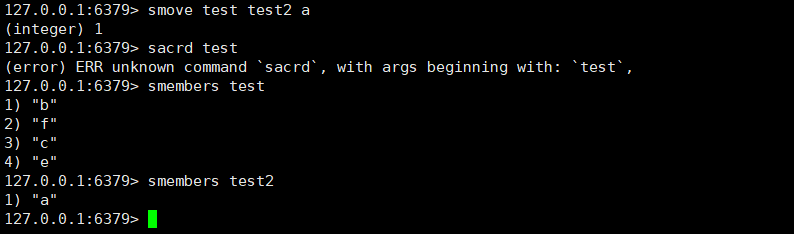 127.0.0.1:6379> smove test test2 a
(integer) 1
127.0.0.1:6379> sacrd test
(error) ERR unknown command `sacrd`, with args beginning with: `test`,
127.0.0.1:6379> smembers test
1) "b"
2) "f"
3) "c"
4) "e"
127.0.0.1:6379> smembers test2
1) "a"
127.0.0.1:6379>